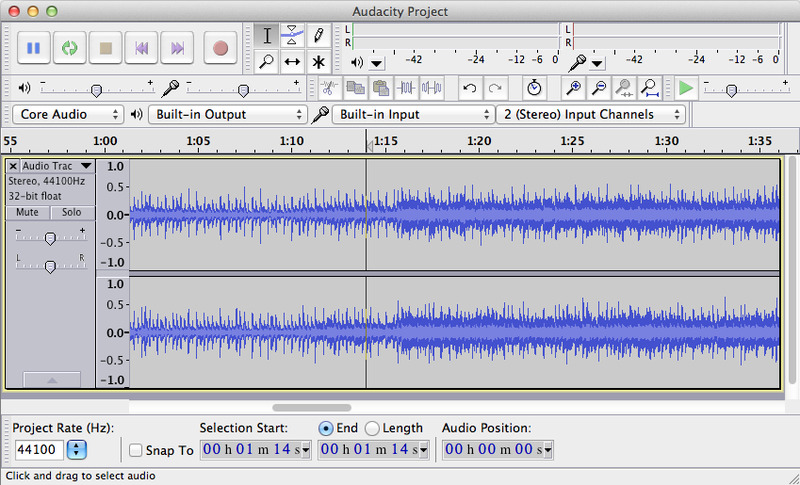 Audacity Project
L
R
-42 -24 -12 0
L
R
-42 -24 -12 0
- +
- +
Core Audio
Built-in Output
Built-in Input
2 (Stereo) Input Channels
55 1:00 1:05 1:10 1:15 1:20 1:25 1:30 1:35
Audio Trac
Stereo, 44100Hz
32-bit float
Mute Solo
- +
L R
1.0
0.5
0.0
-0.5
-1.0
1.0
0.5
0.0
-0.5
-1.0
Project Rate (Hz):
44100
Snap To
Selection Start:
00 h 01 m 14 s
End Length
00 h 01 m 14 s
Audio Position:
00 h 00 m 00 s
Click and drag to select audio